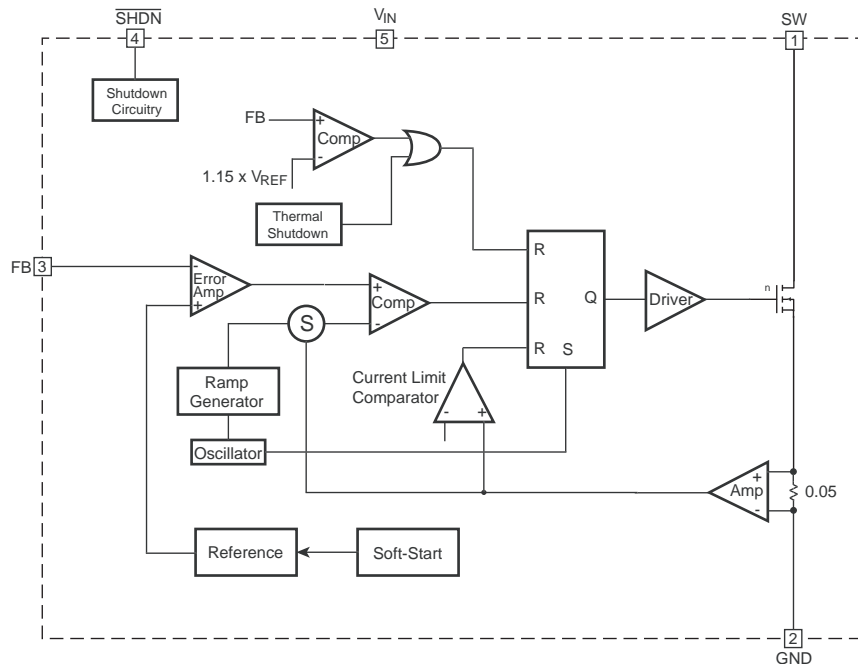 SHDN
VIN
SW
4
5
1
Shutdown
Circuitry
FB
+
Comp
-
1.15 x VREF
Thermal
Shutdown
FB
3
-
Error
Amp
+
+
Comp
-
S
R
R
Q
R
S
Driver
n
Ramp
Generator
Current Limit
Comparator
-
+
Oscillator
+
Amp
-
0.05
Reference
Soft-Start
2
GND